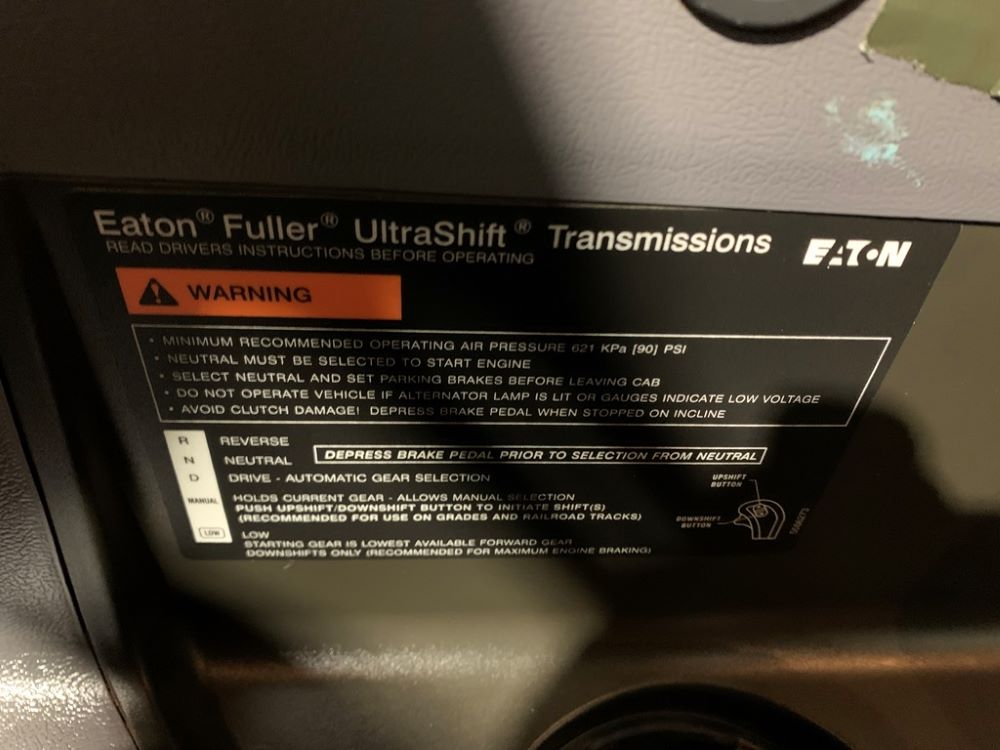 Eaton® Fuller® UltraShift® Transmissions
EATON
READ DRIVERS INSTRUCTIONS BEFORE OPERATING
WARNING
• MINIMUM RECOMMENDED OPERATING AIR PRESSURE 621 KPa [90] PSI
• NEUTRAL MUST BE SELECTED TO START ENGINE
• SELECT NEUTRAL AND SET PARKING BRAKES BEFORE LEAVING CAB
• DO NOT OPERATE VEHICLE IF ALTERNATOR LAMP IS LIT OR GAUGES INDICATE LOW VOLTAGE
• AVOID CLUTCH DAMAGE! DEPRESS BRAKE PEDAL WHEN STOPPED ON INCLINE
R REVERSE
N NEUTRAL DEPRESS BRAKE PEDAL PRIOR TO SELECTION FROM NEUTRAL
D DRIVE - AUTOMATIC GEAR SELECTION
MANUAL HOLDS CURRENT GEAR - ALLOWS MANUAL SELECTION
PUSH UPSHIFT/DOWNSHIFT BUTTON TO INITIATE SHIFT(S)
(RECOMMENDED FOR USE ON GRADES AND RAILROAD TRACKS)
LOW LOW
STARTING GEAR IS LOWEST AVAILABLE FORWARD GEAR
DOWNSHIFTS ONLY (RECOMMENDED FOR MAXIMUM ENGINE BRAKING)
UPSHIFT
BUTTON
DOWNSHIFT
BUTTON